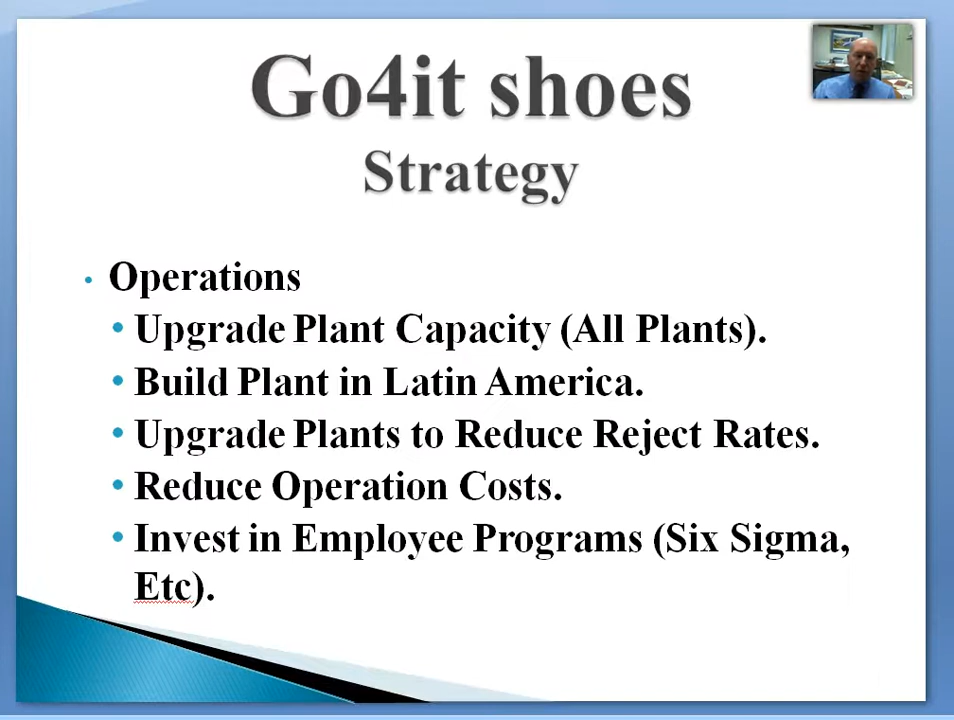 Go4it shoes
Strategy
• Operations
• Upgrade Plant Capacity (All Plants).
• Build Plant in Latin America.
• Upgrade Plants to Reduce Reject Rates.
• Reduce Operation Costs.
• Invest in Employee Programs (Six Sigma,
Etc).